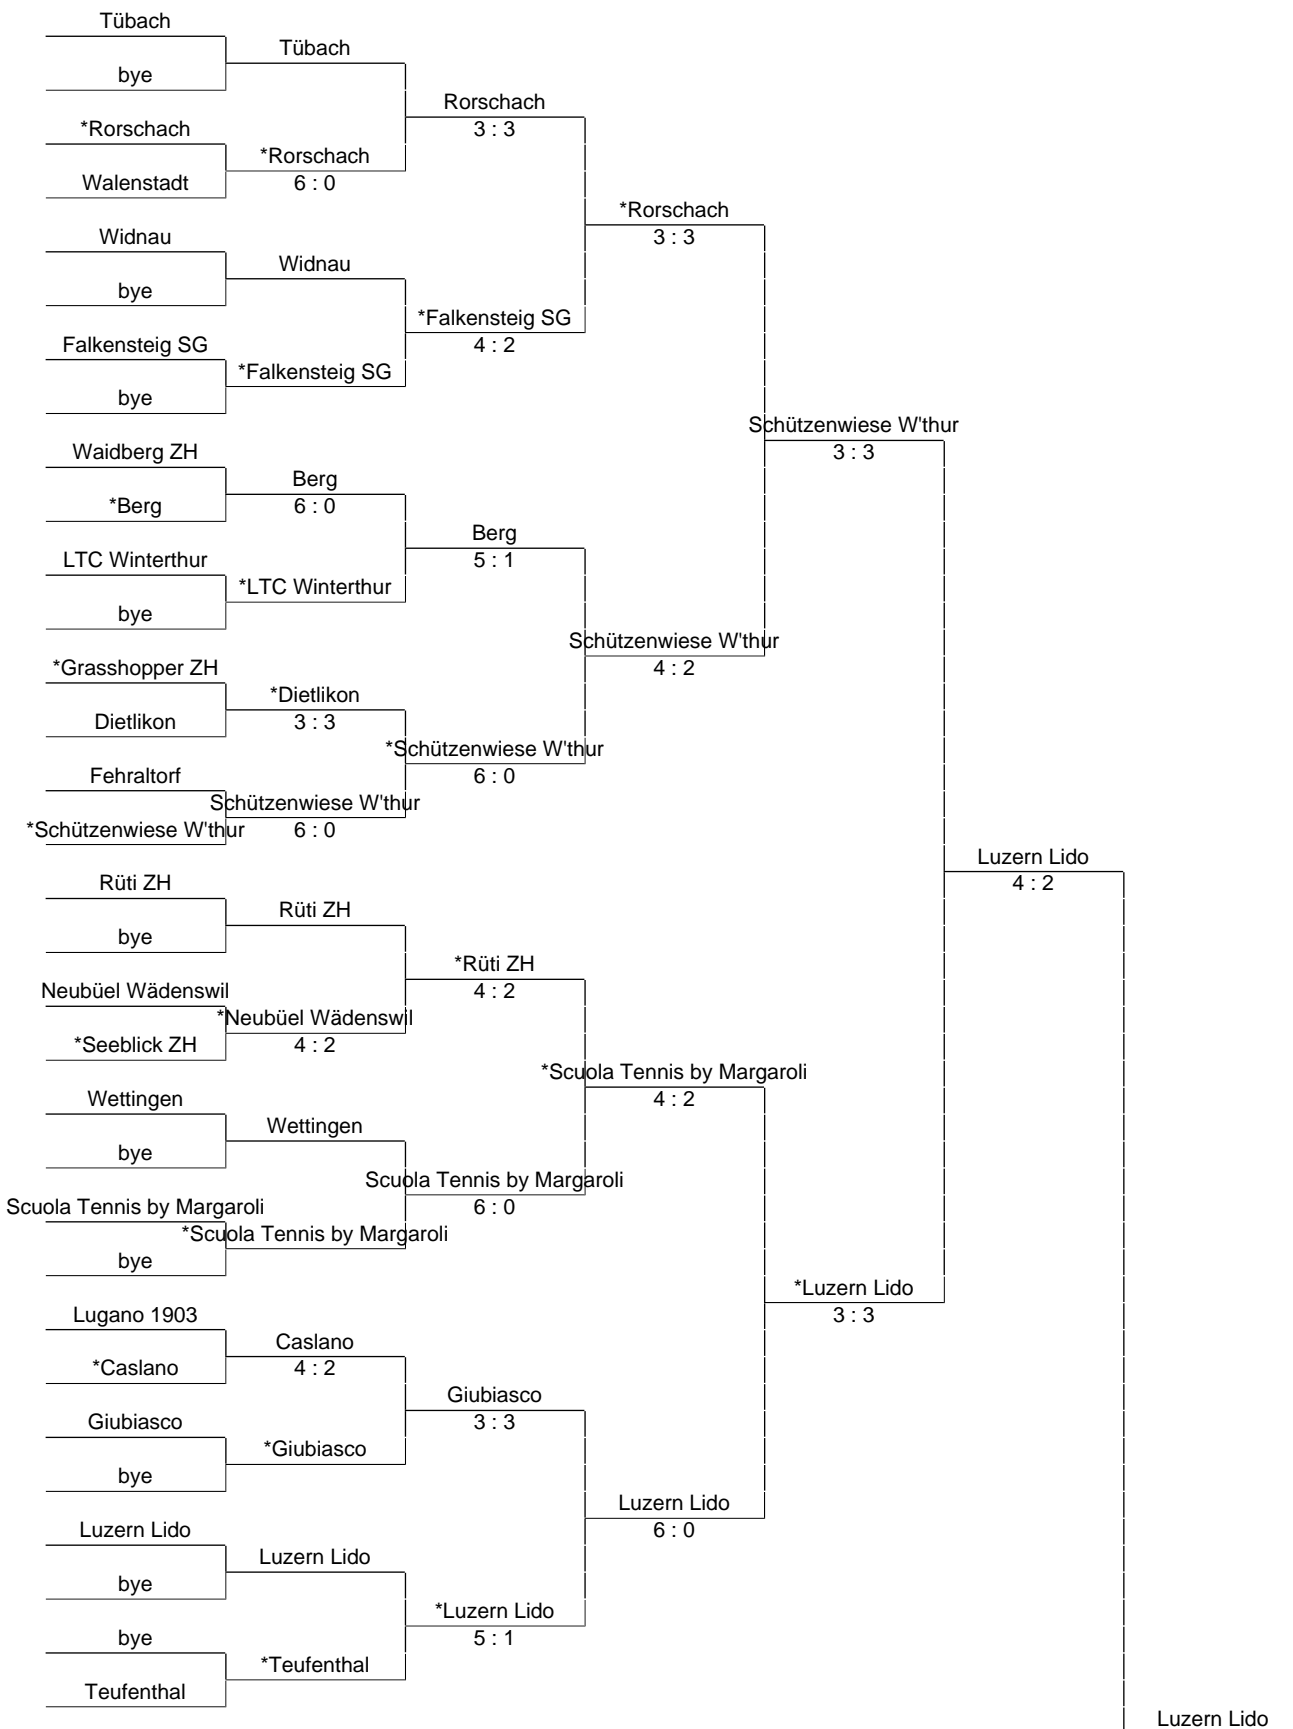 Tübach
Tübach
bye
Rorschach
3 : 3
*Rorschach
*Rorschach
6 : 0
Walenstadt
*Rorschach
3 : 3
Widnau
Widnau
bye
*Falkensteig SG
4 : 2
Falkensteig SG
*Falkensteig SG
bye
Schützenwiese W'thur
3 : 3
Waidberg ZH
Berg
6 : 0
*Berg
Berg
5 : 1
LTC Winterthur
*LTC Winterthur
bye
Schützenwiese W'thur
4 : 2
*Grasshopper ZH
*Dietlikon
3 : 3
Dietlikon
*Schützenwiese W'thur
6 : 0
Fehraltorf
Schützenwiese W'thur
6 : 0
*Schützenwiese W'thur
Luzern Lido
4 : 2
Rüti ZH
Rüti ZH
bye
*Rüti ZH
4 : 2
Neubüel Wädenswil
*Neubüel Wädenswil
4 : 2
*Seeblick ZH
*Scuola Tennis by Margaroli
4 : 2
Wettingen
Wettingen
bye
Scuola Tennis by Margaroli
6 : 0
Scuola Tennis by Margaroli
*Scuola Tennis by Margaroli
bye
*Luzern Lido
3 : 3
Lugano 1903
Caslano
4 : 2
*Caslano
Giubiasco
3 : 3
Giubiasco
*Giubiasco
bye
Luzern Lido
6 : 0
Luzern Lido
Luzern Lido
bye
*Luzern Lido
5 : 1
bye
*Teufenthal
Teufenthal
Luzern Lido